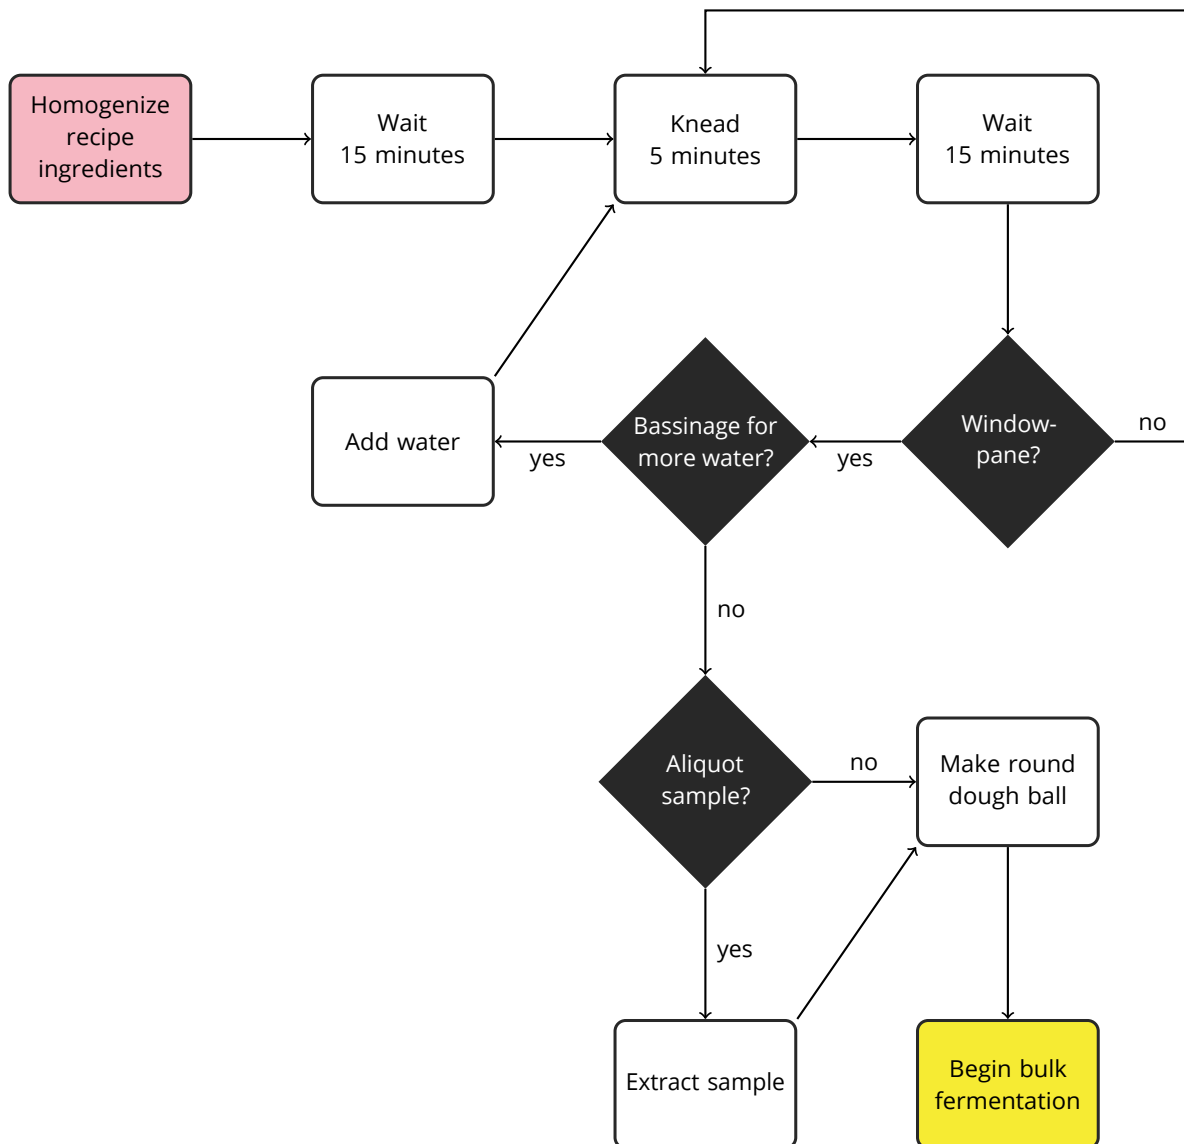 Homogenize
recipe
ingredients
Wait
15 minutes
Knead
5 minutes
Wait
15 minutes
Add water
yes
Bassinage for
more water?
yes
Window-
pane?
no
no
Aliquot
sample?
no
Make round
dough ball
yes
Extract sample
Begin bulk
fermentation